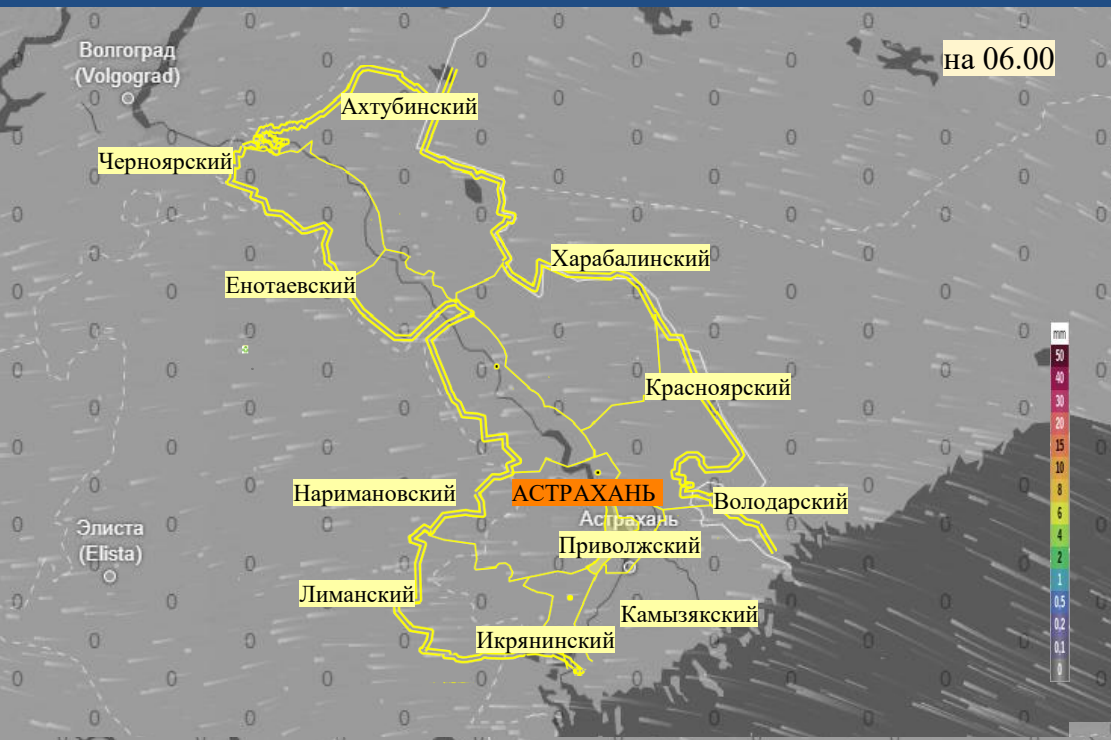 на 06.00
Волгоград
(Volgograd)
Ахтубинский
Черноярский
Харабалинский
Енотаевский
mm
50
40
30
20
15
10
8
6
4
2
1
0,5
0,2
0,1
0
Красноярский
Наримановский
АСТРАХАНЬ
Володарский
Астрахань
Элиста
(Elista)
Приволжский
Лиманский
Камызякский
Икрянинский